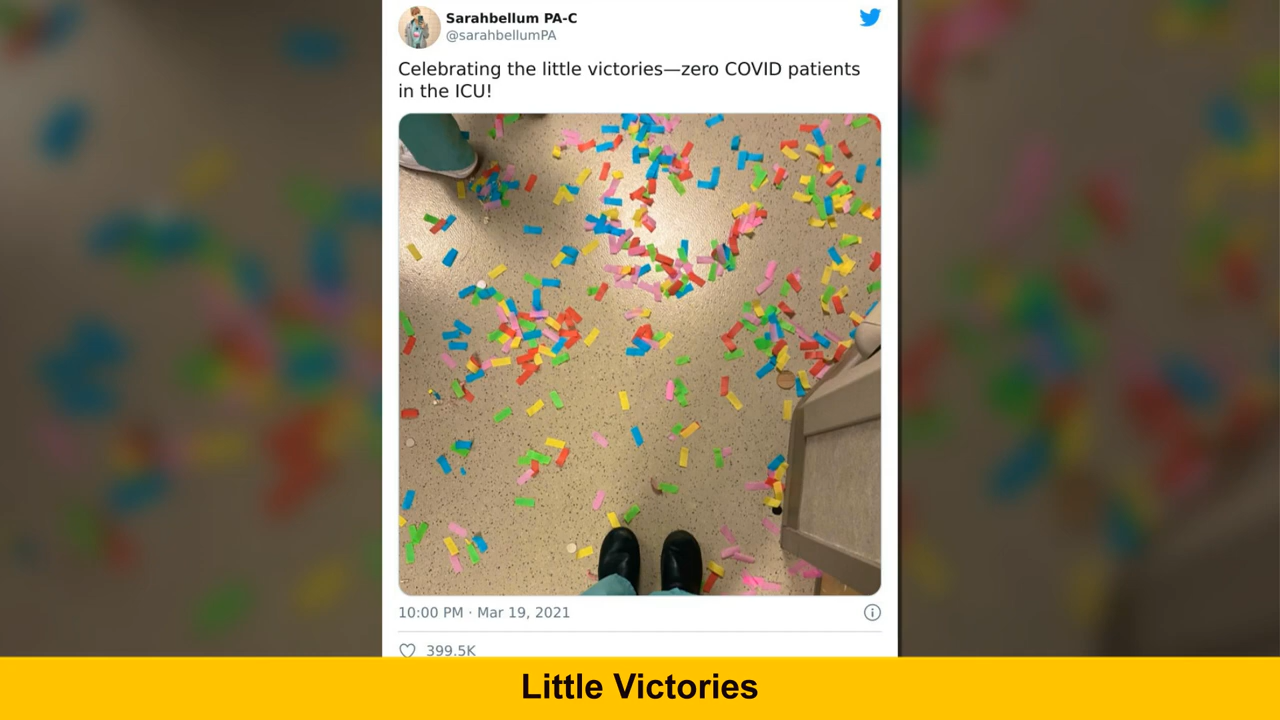 Sarahbellum PA-C
@sarahbellumPA
Celebrating the little victories—zero COVID patients
in the ICU!
10:00 PM · Mar 19, 2021
399.5K
Little Victories